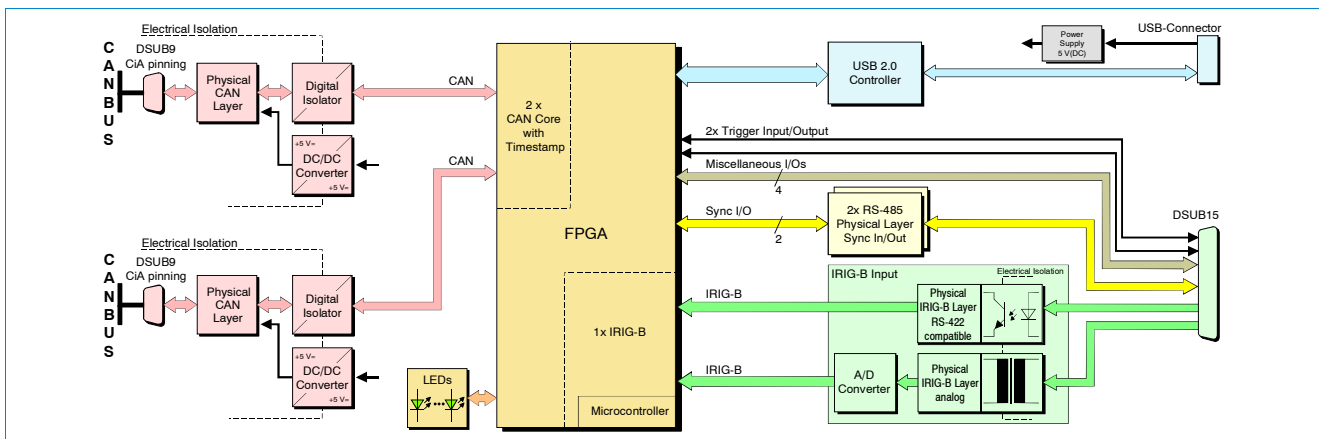 Electrical Isolation
CANBUS
DSUB9
CiA pinning
Physical
CAN
Layer
Digital
Isolator
+5 V=
DC/DC
Converter
+5 V=
CAN
Electrical Isolation
CANBUS
DSUB9
CiA pinning
Physical
CAN
Layer
Digital
Isolator
+5 V=
DC/DC
Converter
+5 V=
CAN
LEDs
2 x
CAN Core
with
Timestamp
FPGA
1x IRIG-B
Microcontroller
USB 2.0
Controller
Power
Supply
5 V(DC)
USB-Connector
2x Trigger Input/Output
Miscellaneous I/Os
4
Sync I/O
2
2x RS-485
Physical Layer
Sync In/Out
DSUB15
IRIG-B Input
Electrical Isolation
IRIG-B
Physical
IRIG-B Layer
RS-422
compatible
IRIG-B
A/D
Converter
Physical
IRIG-B Layer
analog